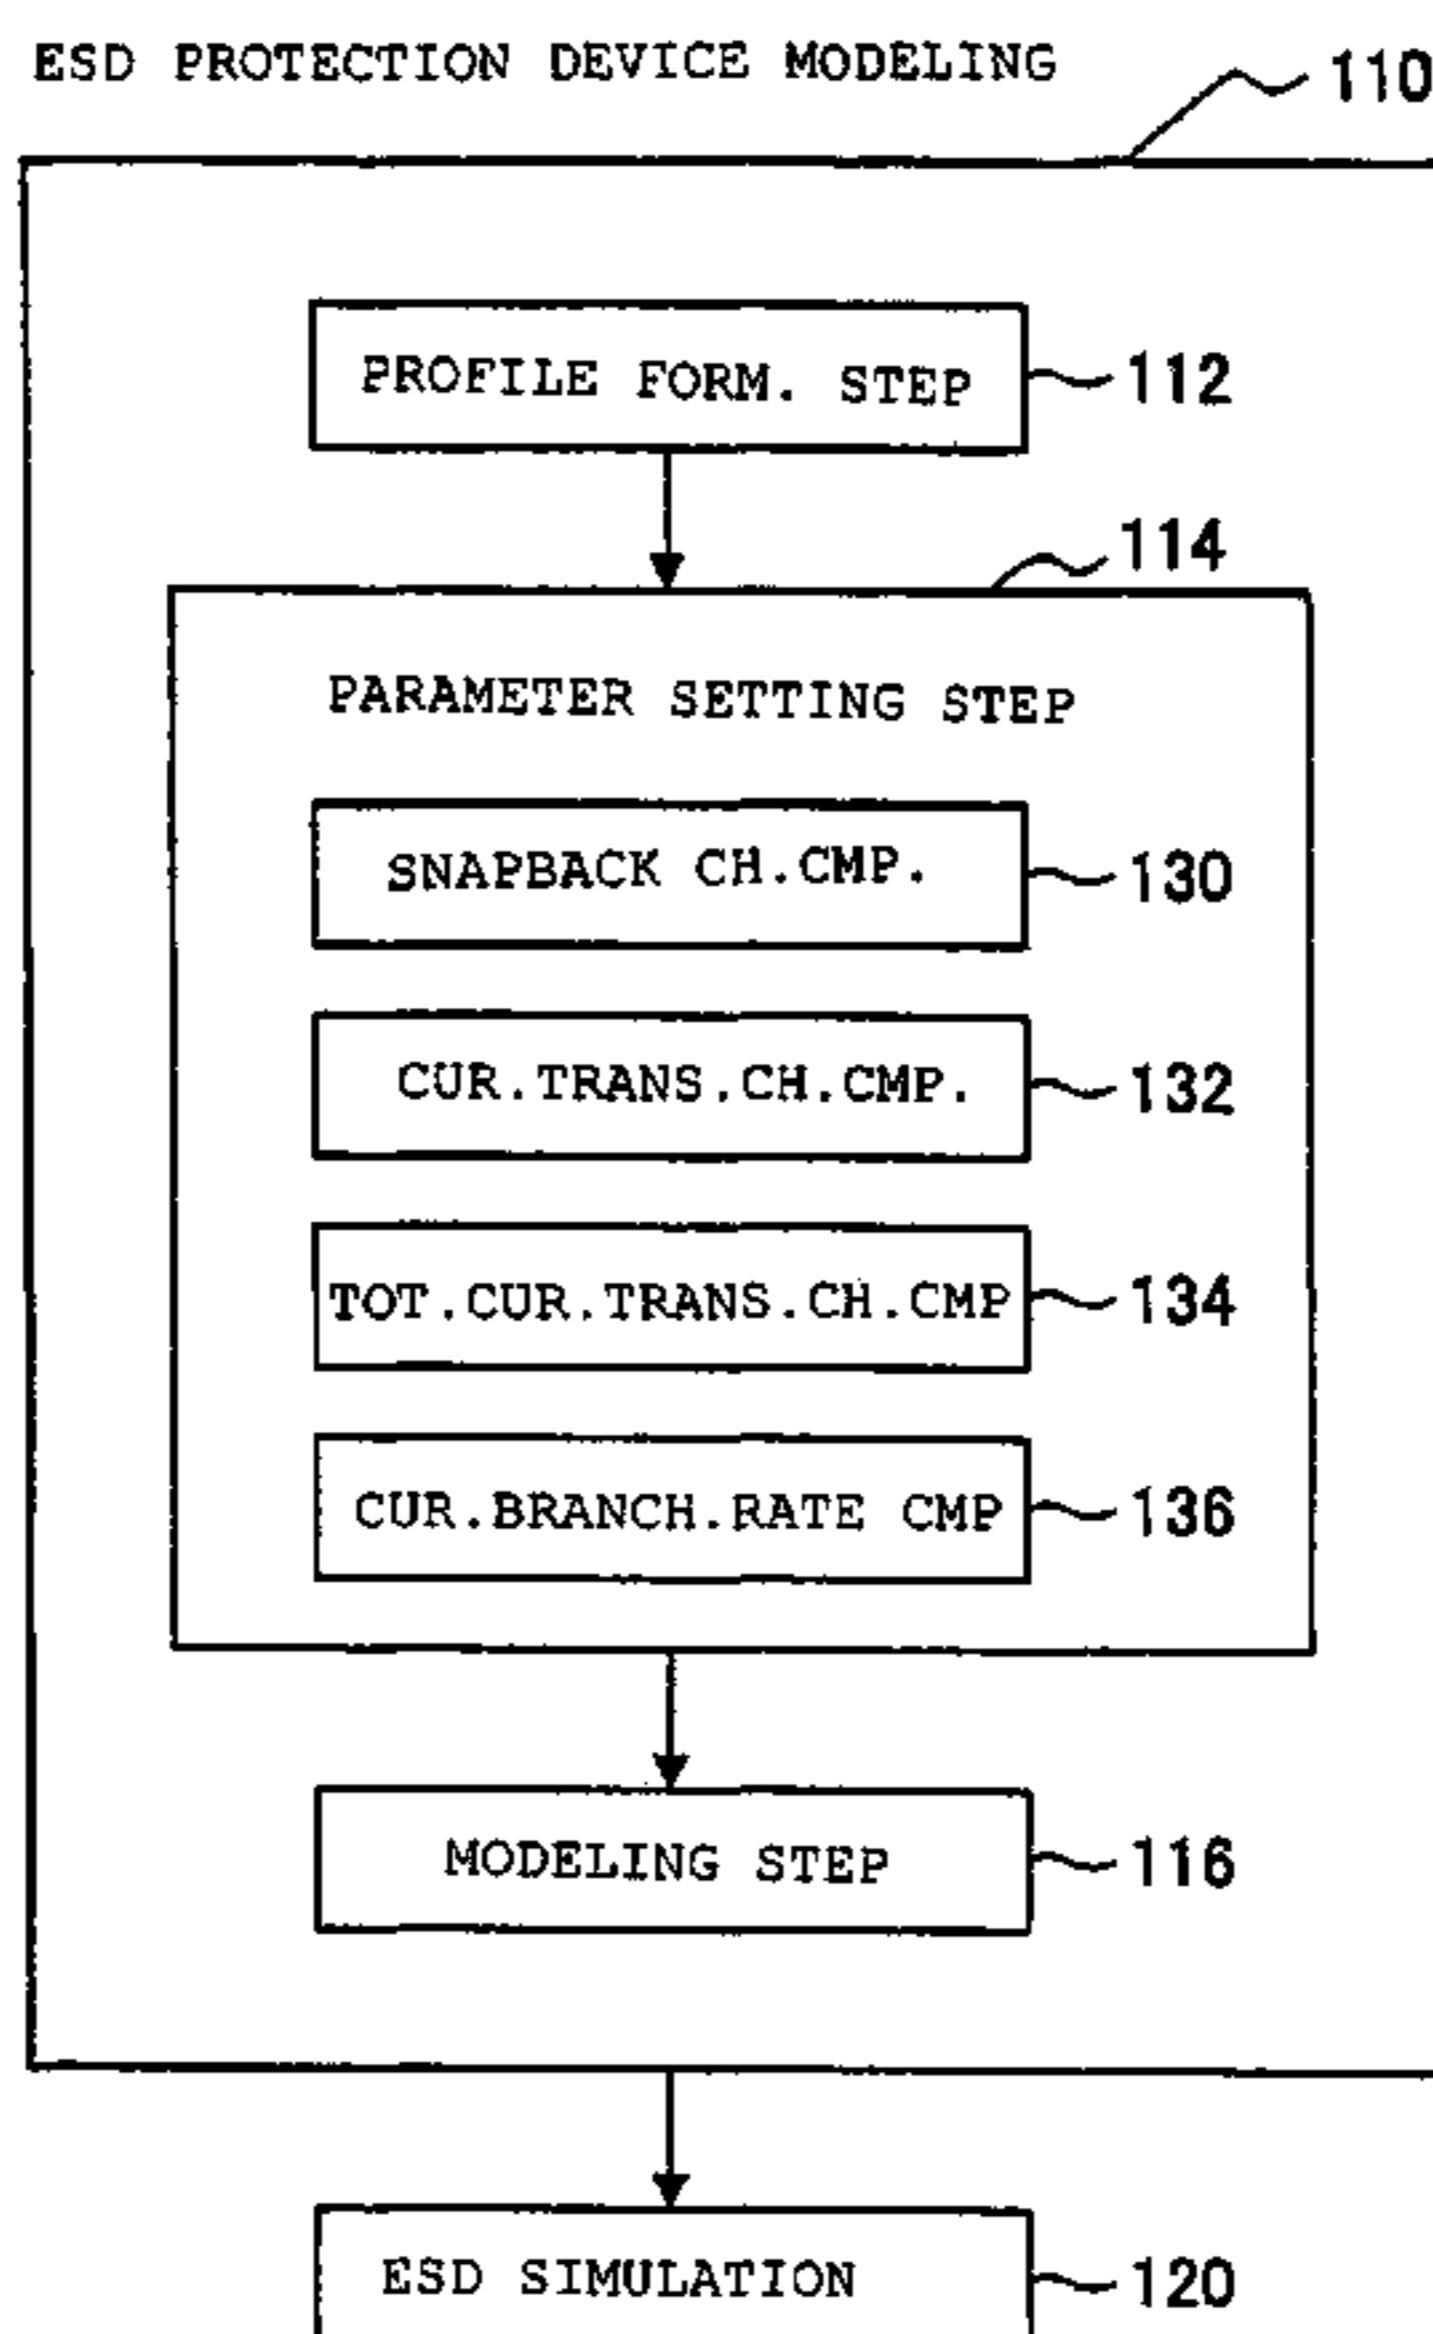 ESD PROTECTION DEVICE MODELING
110
PROFILE FORM. STEP
112
114
PARAMETER SETTING STEP
SNAPBACK CH.CMP.
130
CUR.TRANS.CH.CMP.
132
TOT.CUR.TRANS.CH.CMP
134
CUR.BRANCH.RATE CMP
136
MODELING STEP
116
ESD SIMULATION
120